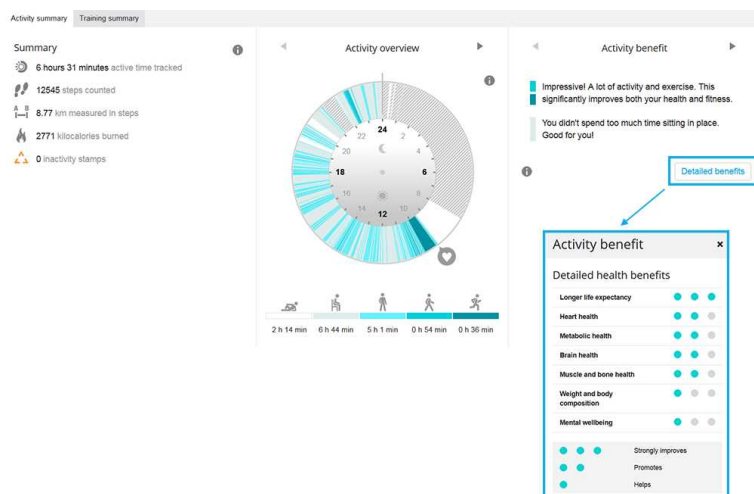 Activity summary
Training summary
Summary
6 hours 31 minutes active time tracked
12545 steps counted
A B
8.77 km measured in steps
2771 kilocalories burned
0 inactivity stamps
Activity overview
24
22
2
20
4
18
6
16
8
14
10
12
2 h 14 min
6 h 44 min
5 h 1 min
0 h 54 min
0 h 36 min
Activity benefit
Impressive! A lot of activity and exercise. This
significantly improves both your health and fitness.
You didn't spend too much time sitting in place.
Good for you!
Detailed benefits
Activity benefit
Detailed health benefits
Longer life expectancy
Heart health
Metabolic health
Brain health
Muscle and bone health
Weight and body
composition
Mental wellbeing
Strongly improves
Promotes
Helps